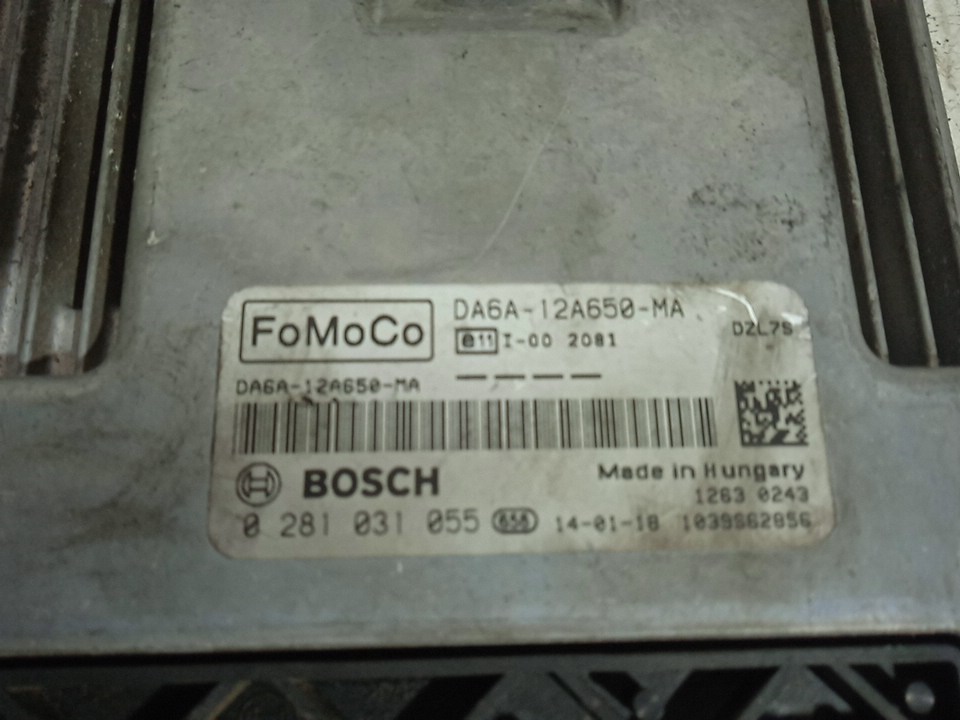 FoMoCo
DA6A-12A650-MA
e11 I-00 2081
DZL7S
DA6A-12A650-MA
BOSCH
Made in Hungary
1263 0243
0 281 031 055 656 14-01-18 1039S62856